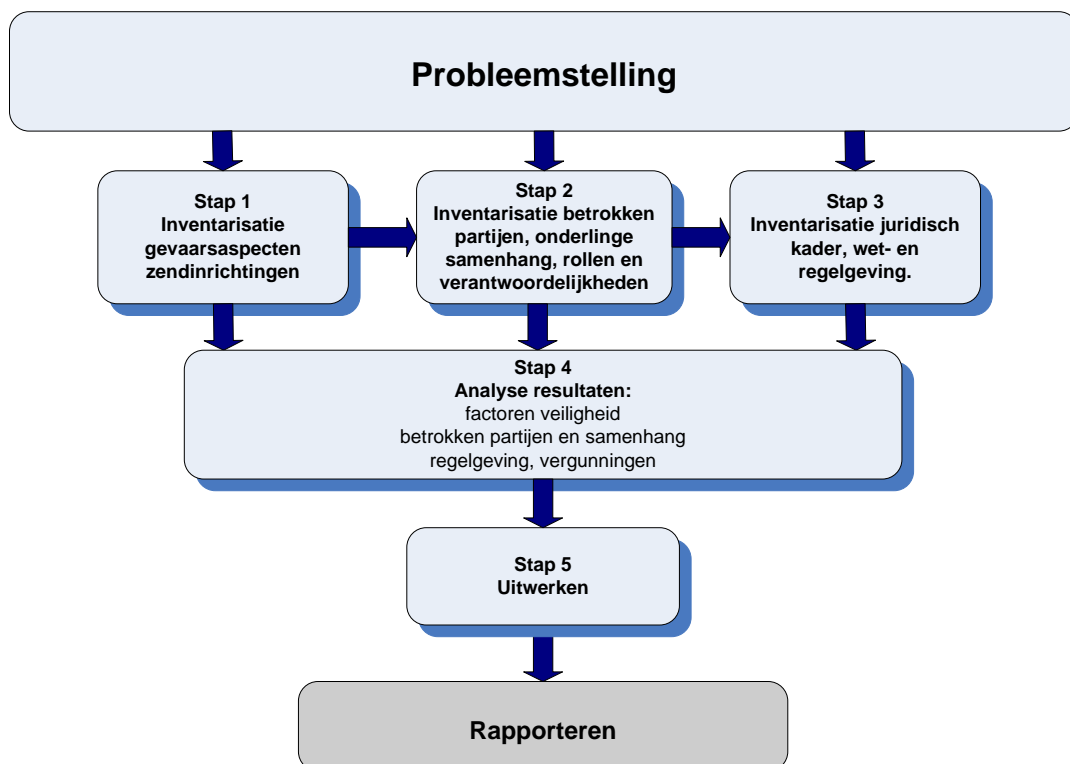 Probleemstelling
Stap 1
Inventarisatie
gevaarsaspecten
zendinrichtingen
Stap 2
Inventarisatie betrokken
partijen, onderlinge
samenhang, rollen en
verantwoordelijkheden
Stap 3
Inventarisatie juridisch
kader, wet- en
regelgeving.
Stap 4
Analyse resultaten:
factoren veiligheid
betrokken partijen en samenhang
regelgeving, vergunningen
Stap 5
Uitwerken
Rapporteren